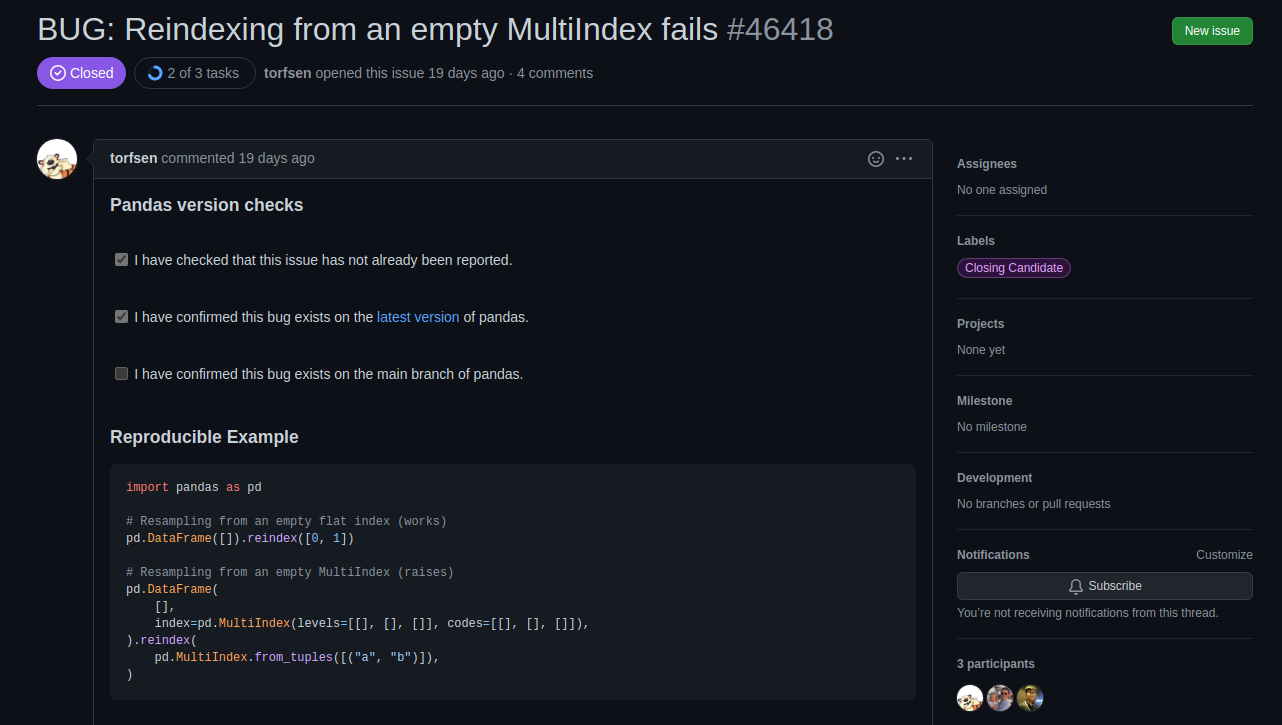 BUG: Reindexing from an empty MultiIndex fails #46418
New issue
Closed
2 of 3 tasks
torfsen opened this issue 19 days ago · 4 comments
torfsen commented 19 days ago
Pandas version checks
I have checked that this issue has not already been reported.
I have confirmed this bug exists on the latest version of pandas.
I have confirmed this bug exists on the main branch of pandas.
Reproducible Example
import pandas as pd
# Resampling from an empty flat index (works)
pd.DataFrame([]).reindex([0, 1])
# Resampling from an empty MultiIndex (raises)
pd.DataFrame(
    [],
    index=pd.MultiIndex(levels=[[], [], []], codes=[[], [], []]),
).reindex(
    pd.MultiIndex.from_tuples([("a", "b")]),
)
Assignees
No one assigned
Labels
Closing Candidate
Projects
None yet
Milestone
No milestone
Development
No branches or pull requests
Notifications
Customize
Subscribe
You're not receiving notifications from this thread.
3 participants